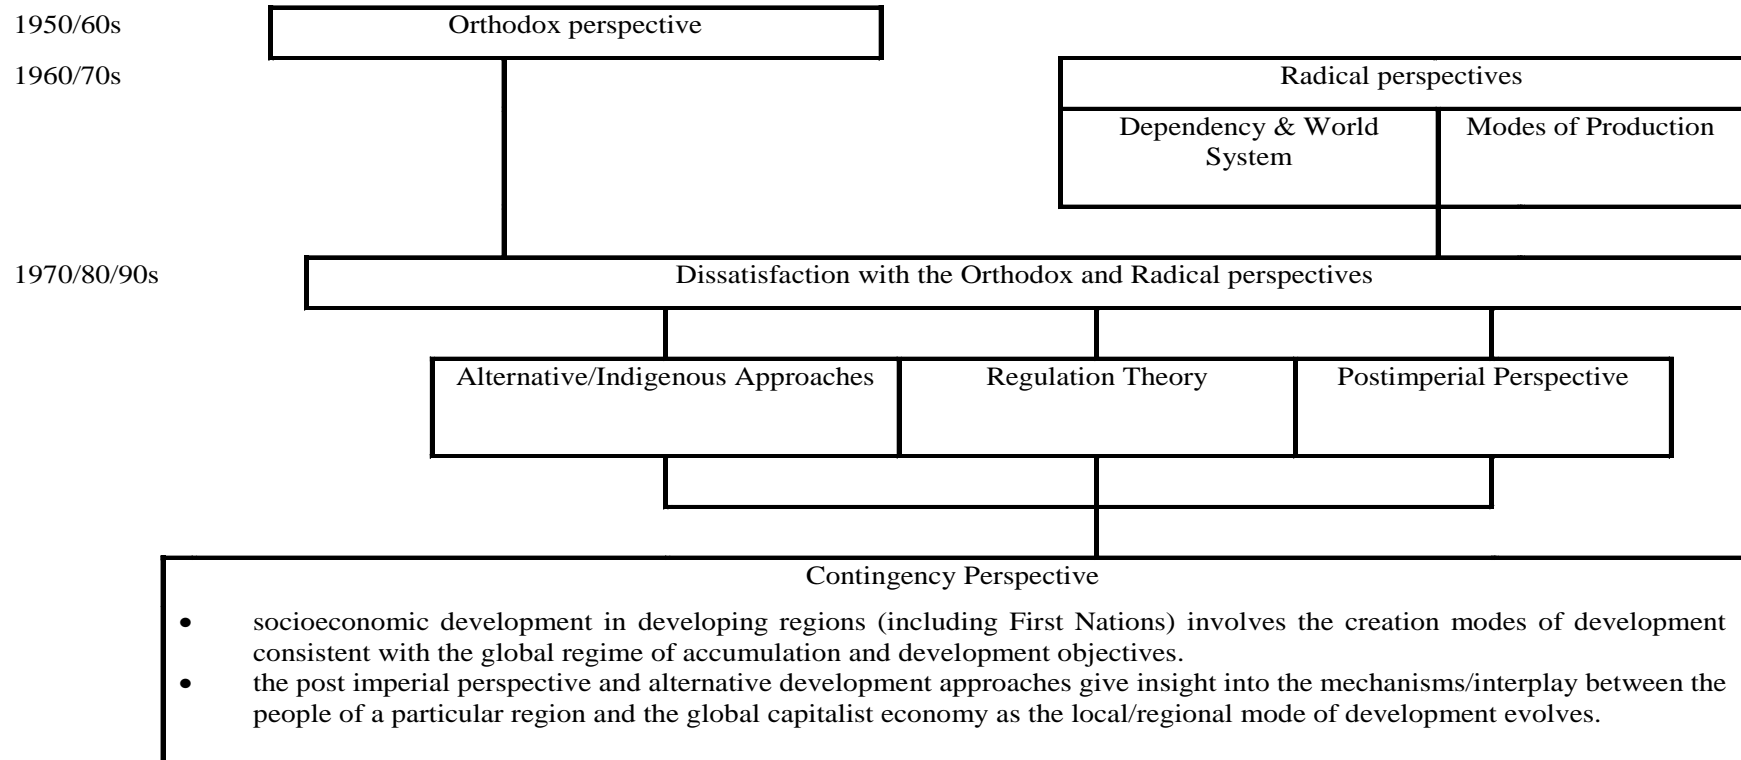 1950/60s
Orthodox perspective
1960/70s
Radical perspectives
Dependency & World
System
Modes of Production
1970/80/90s
Dissatisfaction with the Orthodox and Radical perspectives
Alternative/Indigenous Approaches
Regulation Theory
Postimperial Perspective
Contingency Perspective
• socioeconomic development in developing regions (including First Nations) involves the creation modes of development
consistent with the global regime of accumulation and development objectives.
• the post imperial perspective and alternative development approaches give insight into the mechanisms/interplay between the
people of a particular region and the global capitalist economy as the local/regional mode of development evolves.